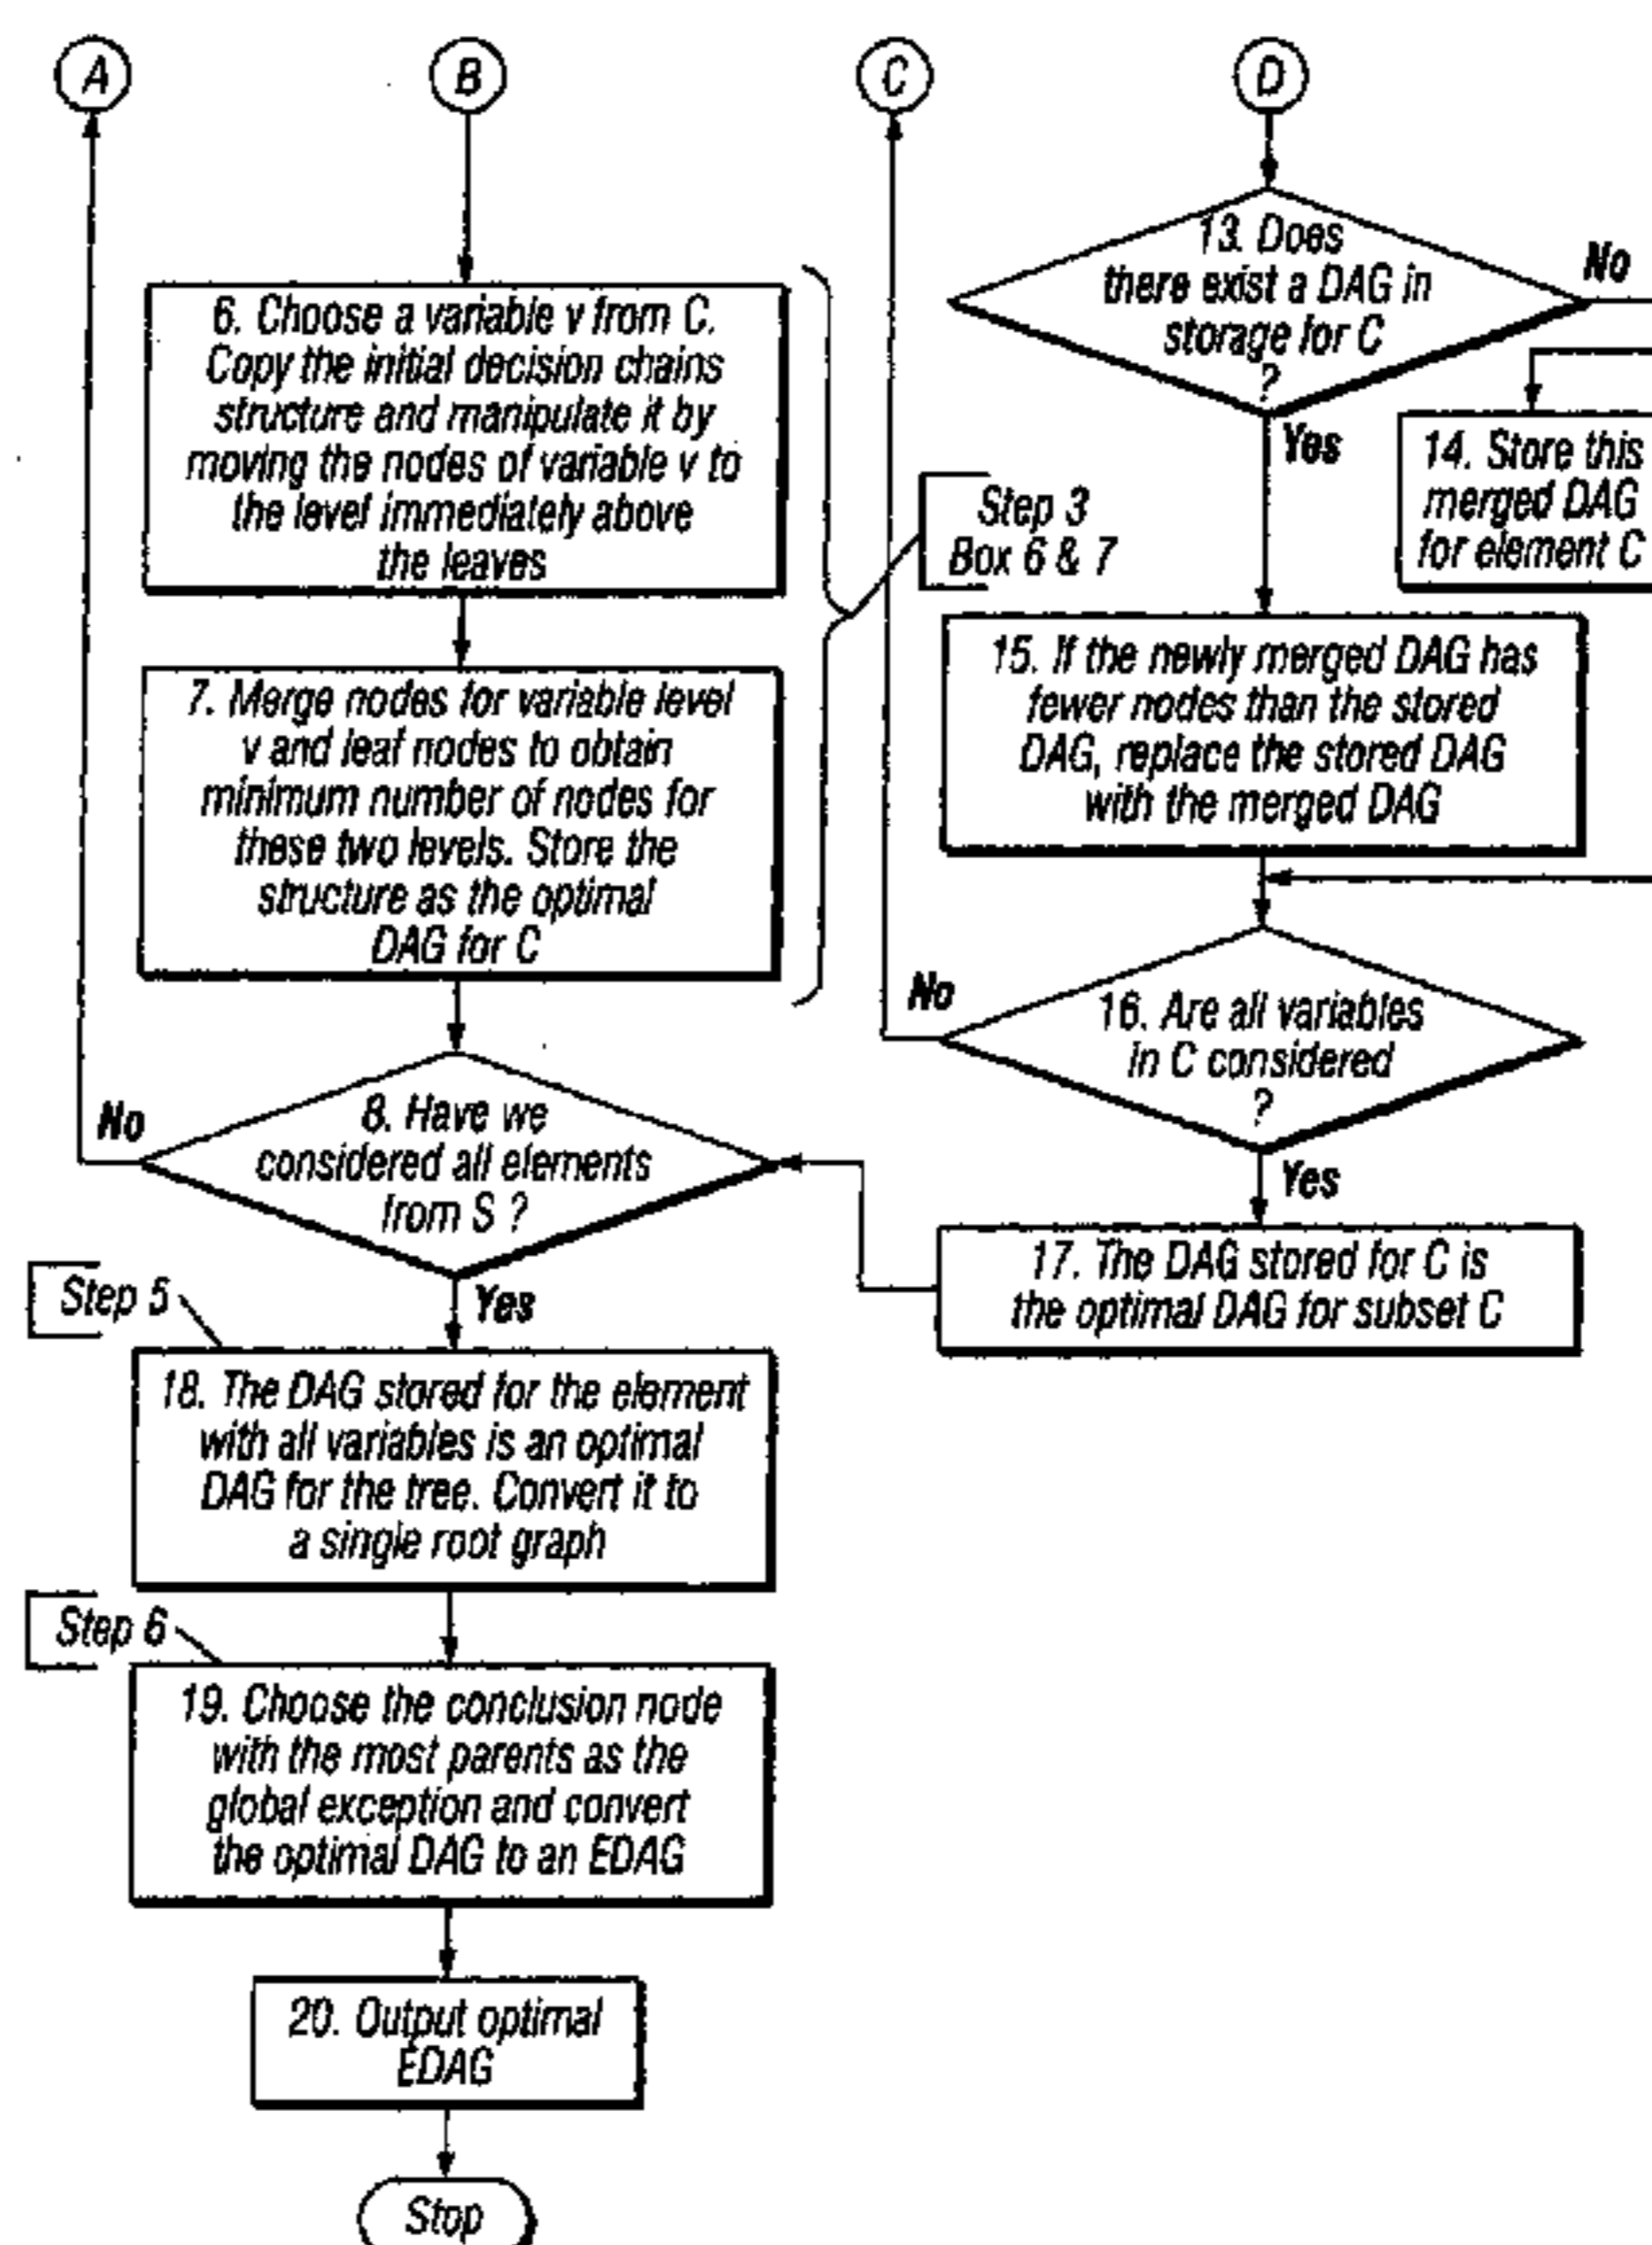 A
B
C
D
6. Choose a variable v from C.
Copy the initial decision chains
structure and manipulate it by
moving the nodes of variable v to
the level immediately above
the leaves
7. Merge nodes for variable level
v and leaf nodes to obtain
minimum number of nodes for
these two levels. Store the
structure as the optimal
DAG for C
Step 3
Box 6 & 7
8. Have we
considered all elements
from S ?
No
Yes
Step 5
18. The DAG stored for the element
with all variables is an optimal
DAG for the tree. Convert it to
a single root graph
Step 6
19. Choose the conclusion node
with the most parents as the
global exception and convert
the optimal DAG to an EDAG
20. Output optimal
EDAG
Stop
13. Does
there exist a DAG in
storage for C
?
No
Yes
14. Store this
merged DAG
for element C
15. If the newly merged DAG has
fewer nodes than the stored
DAG, replace the stored DAG
with the merged DAG
16. Are all variables
in C considered
?
No
Yes
17. The DAG stored for C is
the optimal DAG for subset C